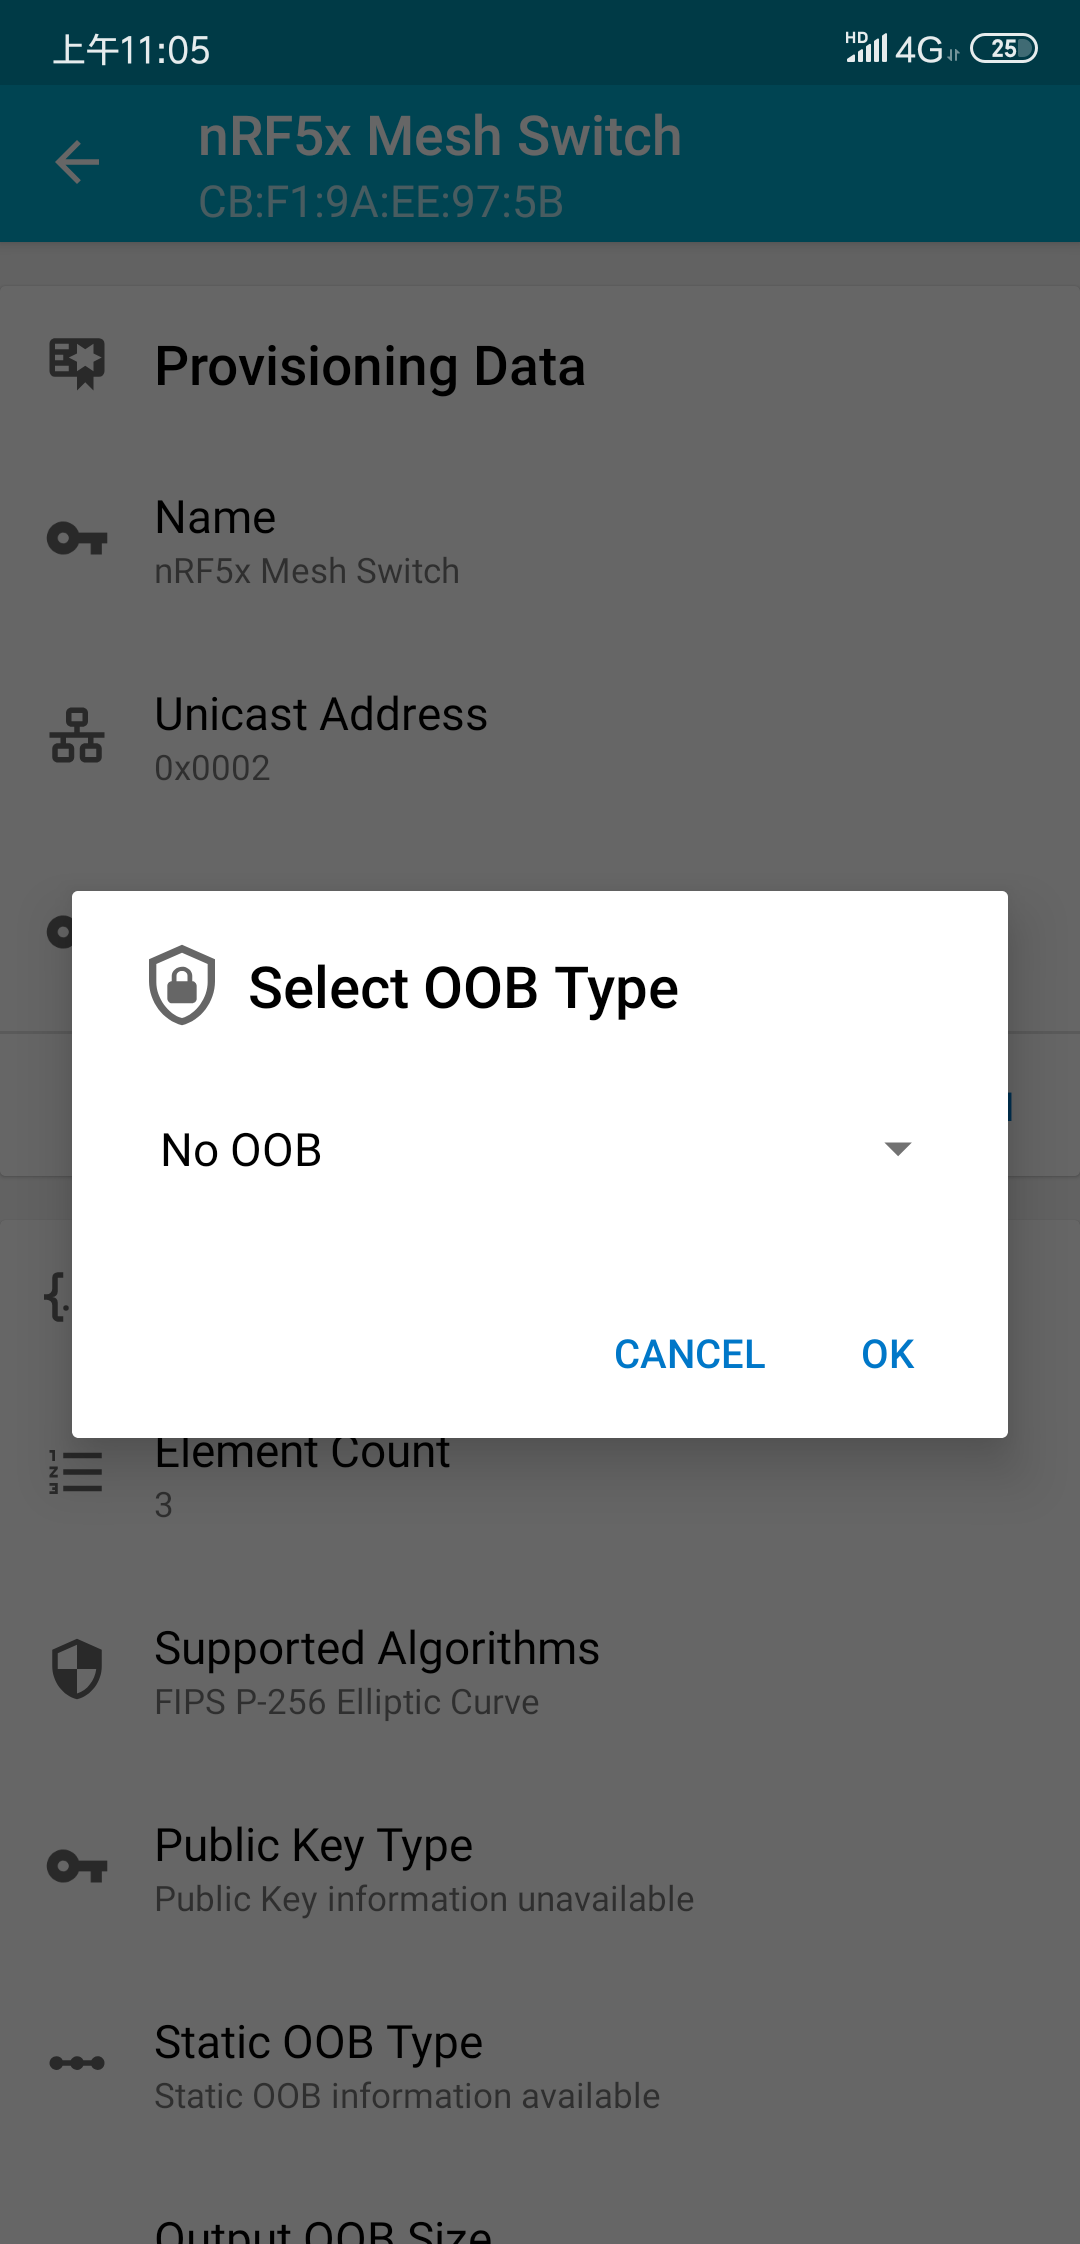 上午11:05
HD 4G 25
nRF5x Mesh Switch
CB:F1:9A:EE:97:5B
Provisioning Data
Name
nRF5x Mesh Switch
Unicast Address
0x0002
Select OOB Type
No OOB
CANCEL OK
Element Count
3
Supported Algorithms
FIPS P-256 Elliptic Curve
Public Key Type
Public Key information unavailable
Static OOB Type
Static OOB information available
Output OOB Size